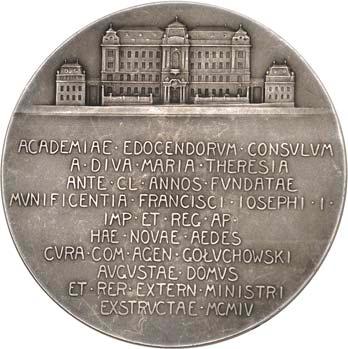 ACADEMIAE · EDOCENDORVM · CONSVLVM
A · DIVA · MARIA · THERESIA
ANTE · CL · ANNOS · FVNDATAE
MVNIFICENTIA · FRANCISCI · IOSEPHI · I ·
IMP · ET · REG · AP ·
HAE · NOVAE · AEDES
CVRA · COM · AGEN · GOŁVCHOWSKI
AVGVSTAE · DOMVS
ET · RER · EXTERN · MINISTRI
EXSTRVCTAE · MCMIV